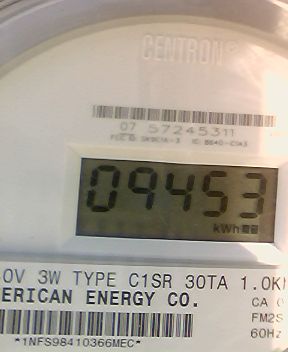 CENTRON®
07 57245311
09453
kWh
0V 3W TYPE C1SR 30TA 1.0K
ERICAN ENERGY CO.
CA 0
FM2S
60Hz
*1NFS98410366MEC*